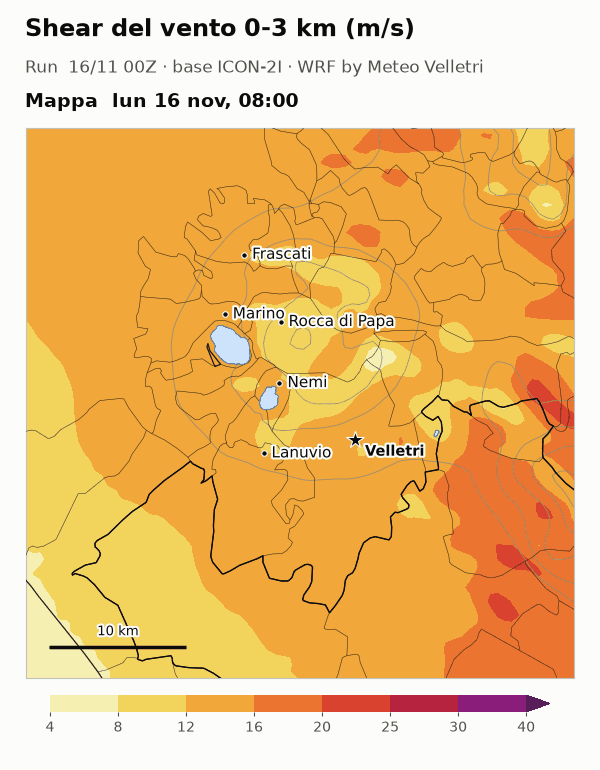 Shear del vento 0-3 km (m/s)
Run  16/11 00Z · base ICON-2I · WRF by Meteo Velletri
Mappa  lun 16 nov, 08:00
Frascati
Marino
Rocca di Papa
Nemi
Velletri
Lanuvio
10 km
4 8 12 16 20 25 30 40